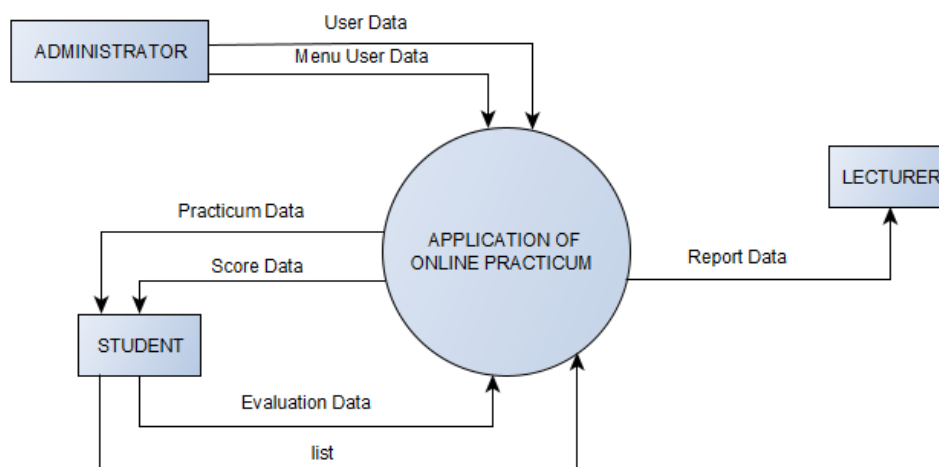 User Data
ADMINISTRATOR
Menu User Data
LECTURER
Practicum Data
APPLICATION OF
ONLINE PRACTICUM
Score Data
Report Data
STUDENT
Evaluation Data
list